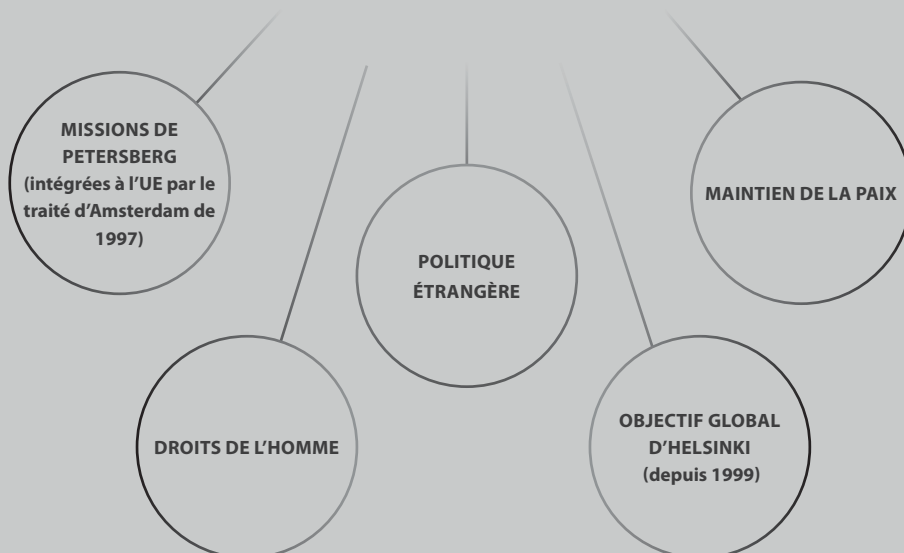 MISSIONS DE
PETERSBERG
(intégrées à l’UE par le
traité d’Amsterdam de
1997)
DROITS DE L’HOMME
POLITIQUE
ÉTRANGÈRE
OBJECTIF GLOBAL
D’HELSINKI
(depuis 1999)
MAINTIEN DE LA PAIX